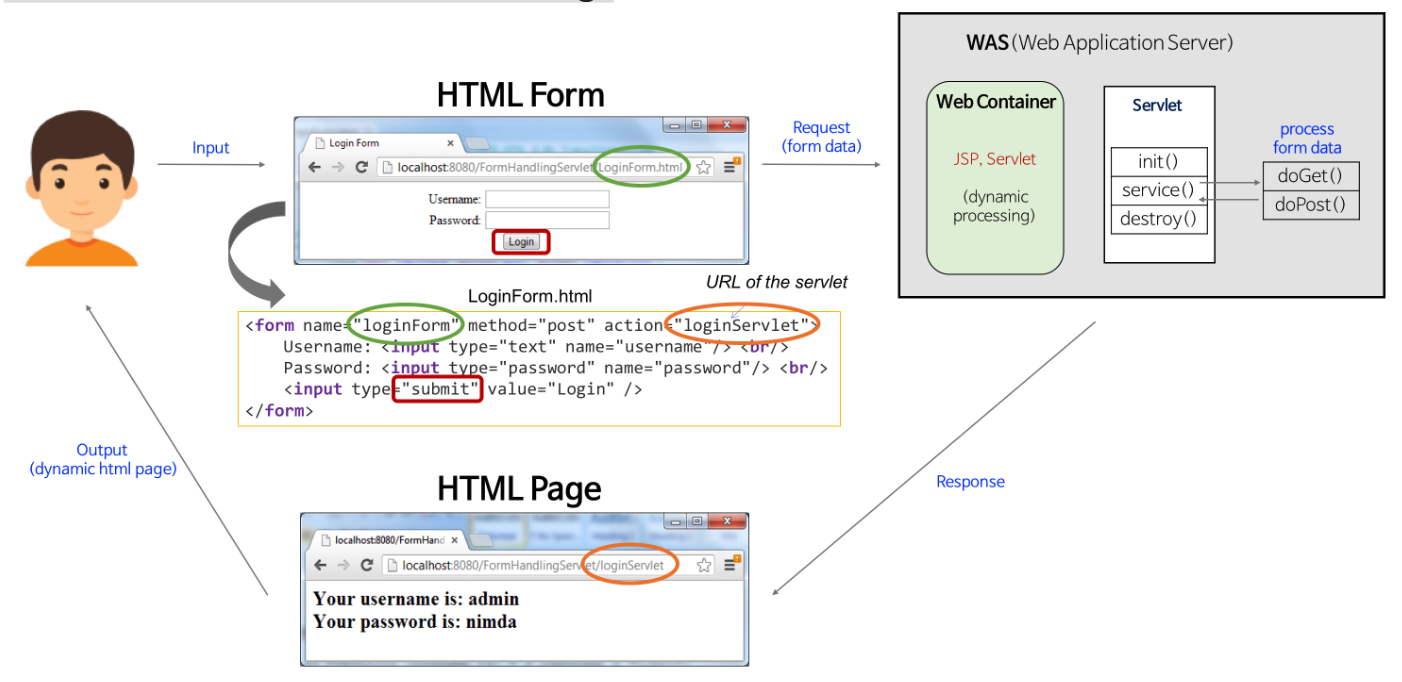 WAS(Web Application Server)
HTML Form
Web Container
Servlet
Input
Login Form
localhost:8080/FormHandlingServlet/LoginForm.html
Username:
Password:
Login
Request
(form data)
JSP, Servlet
(dynamic
processing)
init()
service()
destroy()
process
form data
doGet()
doPost()
URL of the servlet
LoginForm.html
<form name="loginForm" method="post" action="loginServlet">
Username: <input type="text" name="username"/> <br/>
Password: <input type="password" name="password"/> <br/>
<input type="submit" value="Login" />
</form>
Output
(dynamic html page)
Response
HTML Page
localhost:8080/FormHand
localhost:8080/FormHandlingServlet/loginServlet
Your username is: admin
Your password is: nimda